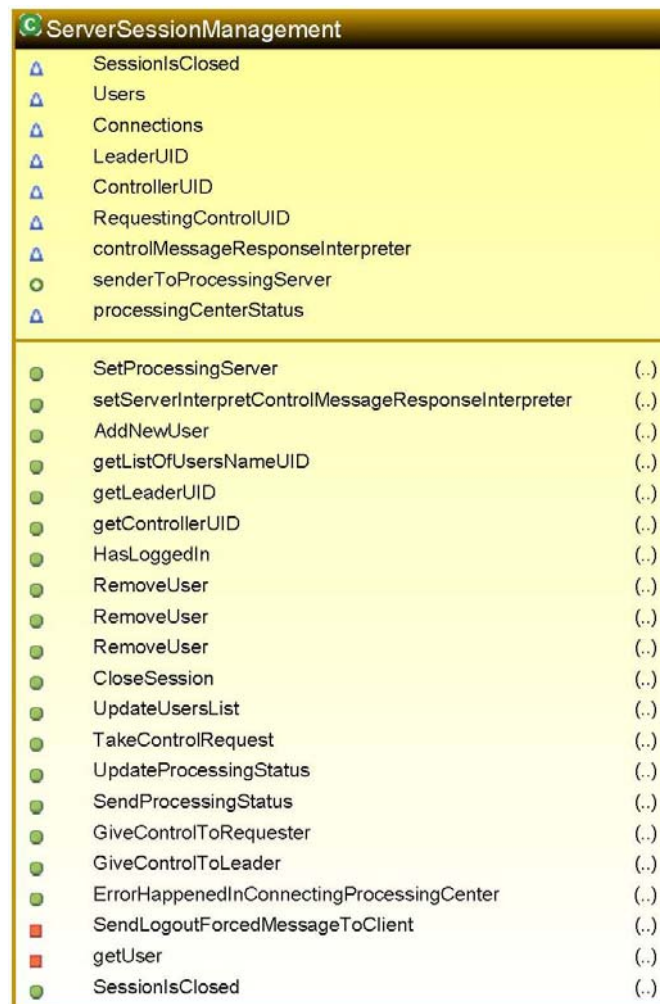 C ServerSessionManagement
SessionIsClosed
Users
Connections
LeaderUID
ControllerUID
RequestingControlUID
controlMessageResponseInterpreter
senderToProcessingServer
processingCenterStatus
SetProcessingServer (..)
setServerInterpretControlMessageResponseInterpreter (..)
AddNewUser (..)
getListOfUsersNameUID (..)
getLeaderUID (..)
getControllerUID (..)
HasLoggedIn (..)
RemoveUser (..)
RemoveUser (..)
RemoveUser (..)
CloseSession (..)
UpdateUsersList (..)
TakeControlRequest (..)
UpdateProcessingStatus (..)
SendProcessingStatus (..)
GiveControlToRequester (..)
GiveControlToLeader (..)
ErrorHappenedInConnectingProcessingCenter (..)
SendLogoutForcedMessageToClient (..)
getUser (..)
SessionIsClosed (..)